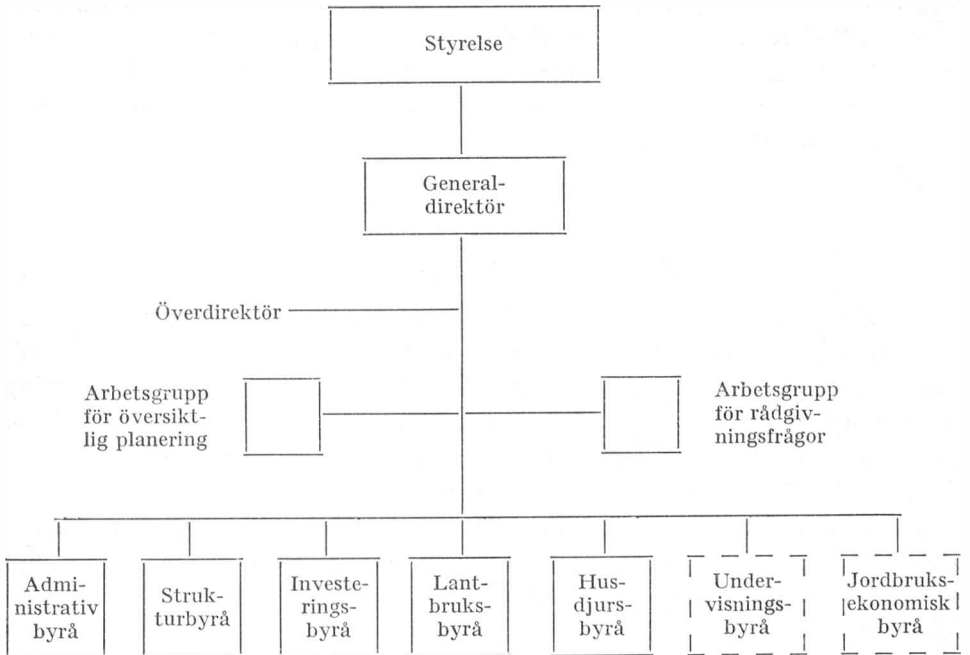 Styrelse
General-
direktör
Överdirektör
Arbetsgrupp
för översikt-
lig planering
Arbetsgrupp
för rådgiv-
ningsfrågor
Admi-
nistrativ
byrå
Struk-
turbyrå
Investe-
rings-
byrå
Lant-
bruks-
byrå
Hus-
djurs-
byrå
Under-
visnings-
byrå
Jordbruks-
ekonomisk
byrå